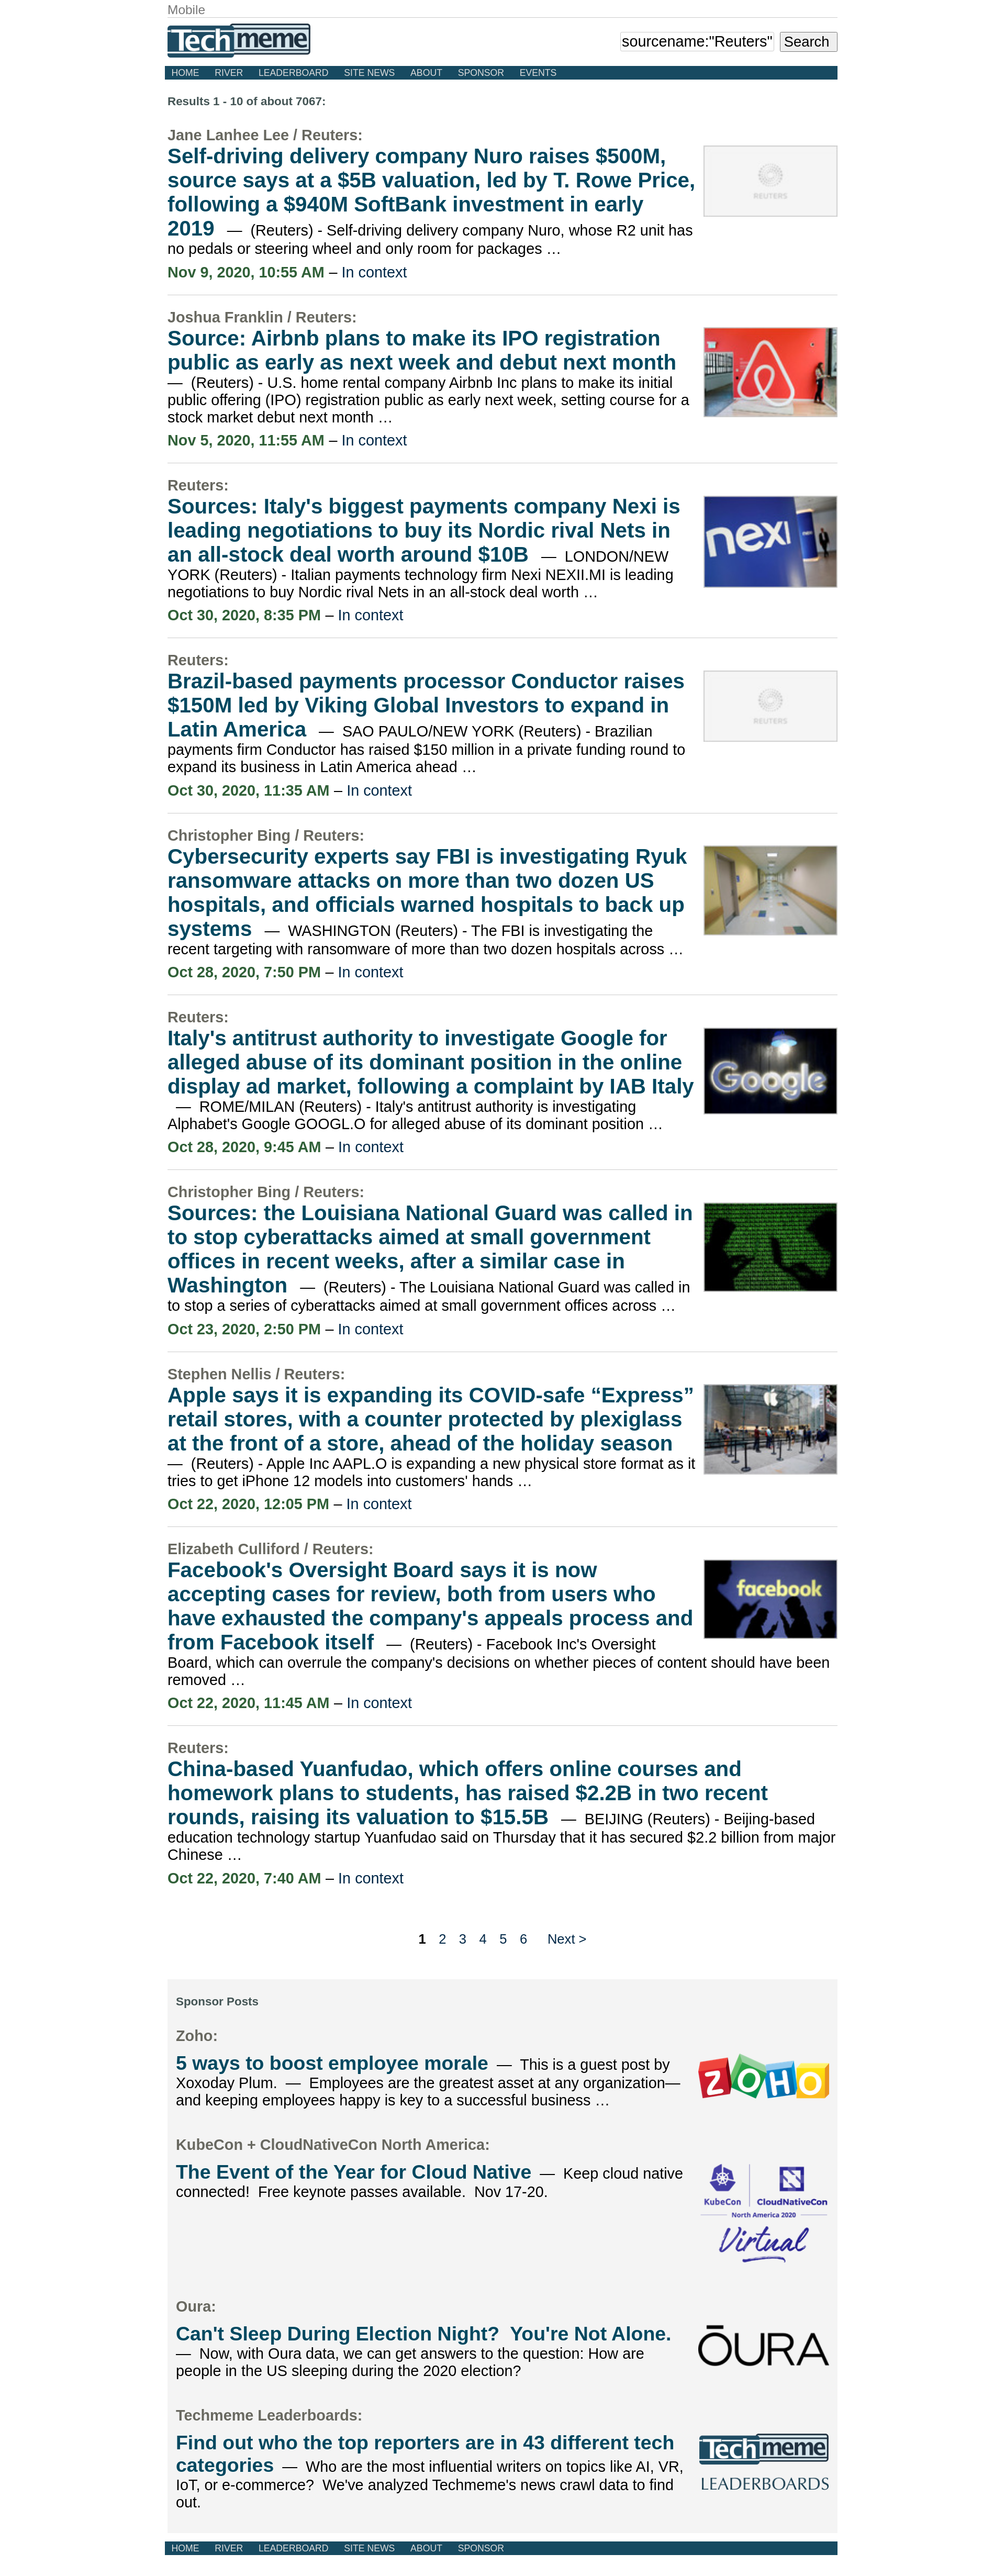 Mobile
Techmeme
sourcename:"Reuters" Search
HOME RIVER LEADERBOARD SITE NEWS ABOUT SPONSOR EVENTS
Results 1 - 10 of about 7067:
Jane Lanhee Lee / Reuters:
Self-driving delivery company Nuro raises $500M,
source says at a $5B valuation, led by T. Rowe Price,
following a $940M SoftBank investment in early
2019 — (Reuters) - Self-driving delivery company Nuro, whose R2 unit has
no pedals or steering wheel and only room for packages …
REUTERS
Nov 9, 2020, 10:55 AM – In context
Joshua Franklin / Reuters:
Source: Airbnb plans to make its IPO registration
public as early as next week and debut next month
— (Reuters) - U.S. home rental company Airbnb Inc plans to make its initial
public offering (IPO) registration public as early next week, setting course for a
stock market debut next month …
Nov 5, 2020, 11:55 AM – In context
Reuters:
Sources: Italy's biggest payments company Nexi is
leading negotiations to buy its Nordic rival Nets in
an all-stock deal worth around $10B — LONDON/NEW
YORK (Reuters) - Italian payments technology firm Nexi NEXII.MI is leading
negotiations to buy Nordic rival Nets in an all-stock deal worth …
nexi
Oct 30, 2020, 8:35 PM – In context
Reuters:
Brazil-based payments processor Conductor raises
$150M led by Viking Global Investors to expand in
Latin America — SAO PAULO/NEW YORK (Reuters) - Brazilian
payments firm Conductor has raised $150 million in a private funding round to
expand its business in Latin America ahead …
REUTERS
Oct 30, 2020, 11:35 AM – In context
Christopher Bing / Reuters:
Cybersecurity experts say FBI is investigating Ryuk
ransomware attacks on more than two dozen US
hospitals, and officials warned hospitals to back up
systems — WASHINGTON (Reuters) - The FBI is investigating the
recent targeting with ransomware of more than two dozen hospitals across …
Oct 28, 2020, 7:50 PM – In context
Reuters:
Italy's antitrust authority to investigate Google for
alleged abuse of its dominant position in the online
display ad market, following a complaint by IAB Italy
— ROME/MILAN (Reuters) - Italy's antitrust authority is investigating
Alphabet's Google GOOGL.O for alleged abuse of its dominant position …
Google
Oct 28, 2020, 9:45 AM – In context
Christopher Bing / Reuters:
Sources: the Louisiana National Guard was called in
to stop cyberattacks aimed at small government
offices in recent weeks, after a similar case in
Washington — (Reuters) - The Louisiana National Guard was called in
to stop a series of cyberattacks aimed at small government offices across …
Oct 23, 2020, 2:50 PM – In context
Stephen Nellis / Reuters:
Apple says it is expanding its COVID-safe “Express”
retail stores, with a counter protected by plexiglass
at the front of a store, ahead of the holiday season
— (Reuters) - Apple Inc AAPL.O is expanding a new physical store format as it
tries to get iPhone 12 models into customers' hands …
Oct 22, 2020, 12:05 PM – In context
Elizabeth Culliford / Reuters:
Facebook's Oversight Board says it is now
accepting cases for review, both from users who
have exhausted the company's appeals process and
from Facebook itself — (Reuters) - Facebook Inc's Oversight
Board, which can overrule the company's decisions on whether pieces of content should have been
removed …
facebook
Oct 22, 2020, 11:45 AM – In context
Reuters:
China-based Yuanfudao, which offers online courses and
homework plans to students, has raised $2.2B in two recent
rounds, raising its valuation to $15.5B — BEIJING (Reuters) - Beijing-based
education technology startup Yuanfudao said on Thursday that it has secured $2.2 billion from major
Chinese …
Oct 22, 2020, 7:40 AM – In context
1 2 3 4 5 6 Next >
Sponsor Posts
Zoho:
5 ways to boost employee morale — This is a guest post by
Xoxoday Plum. — Employees are the greatest asset at any organization—
and keeping employees happy is key to a successful business …
ZOHO
KubeCon + CloudNativeCon North America:
The Event of the Year for Cloud Native — Keep cloud native
connected! Free keynote passes available. Nov 17-20.
KubeCon CloudNativeCon
North America 2020
Virtual
Oura:
Can't Sleep During Election Night? You're Not Alone.
— Now, with Oura data, we can get answers to the question: How are
people in the US sleeping during the 2020 election?
ŌURA
Techmeme Leaderboards:
Find out who the top reporters are in 43 different tech
categories — Who are the most influential writers on topics like AI, VR,
IoT, or e-commerce? We've analyzed Techmeme's news crawl data to find
out.
Techmeme
LEADERBOARDS
HOME RIVER LEADERBOARD SITE NEWS ABOUT SPONSOR